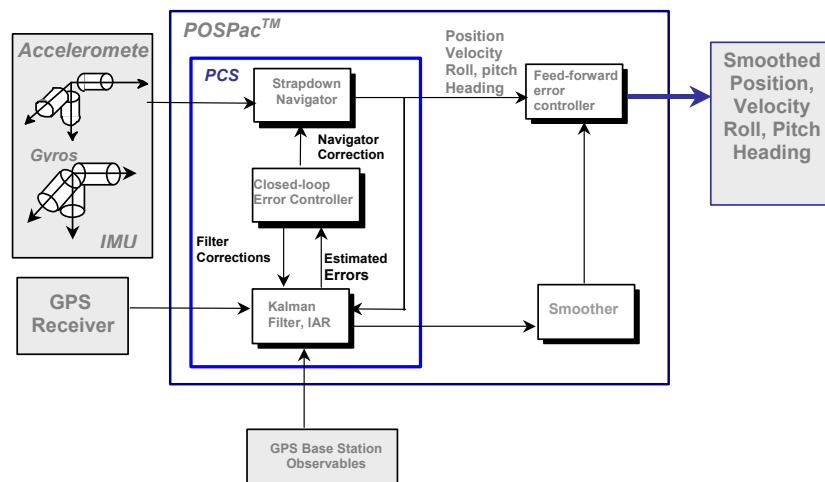 POSPac™
Acceleromete
Gyros
IMU
PCS
Strapdown
Navigator
Position
Velocity
Roll, pitch
Heading
Feed-forward
error
controller
Smoothed
Position,
Velocity
Roll, Pitch
Heading
Navigator
Correction
Closed-loop
Error Controller
Filter
Corrections
Estimated
Errors
GPS
Receiver
Kalman
Filter, IAR
Smoother
GPS Base Station
Observables